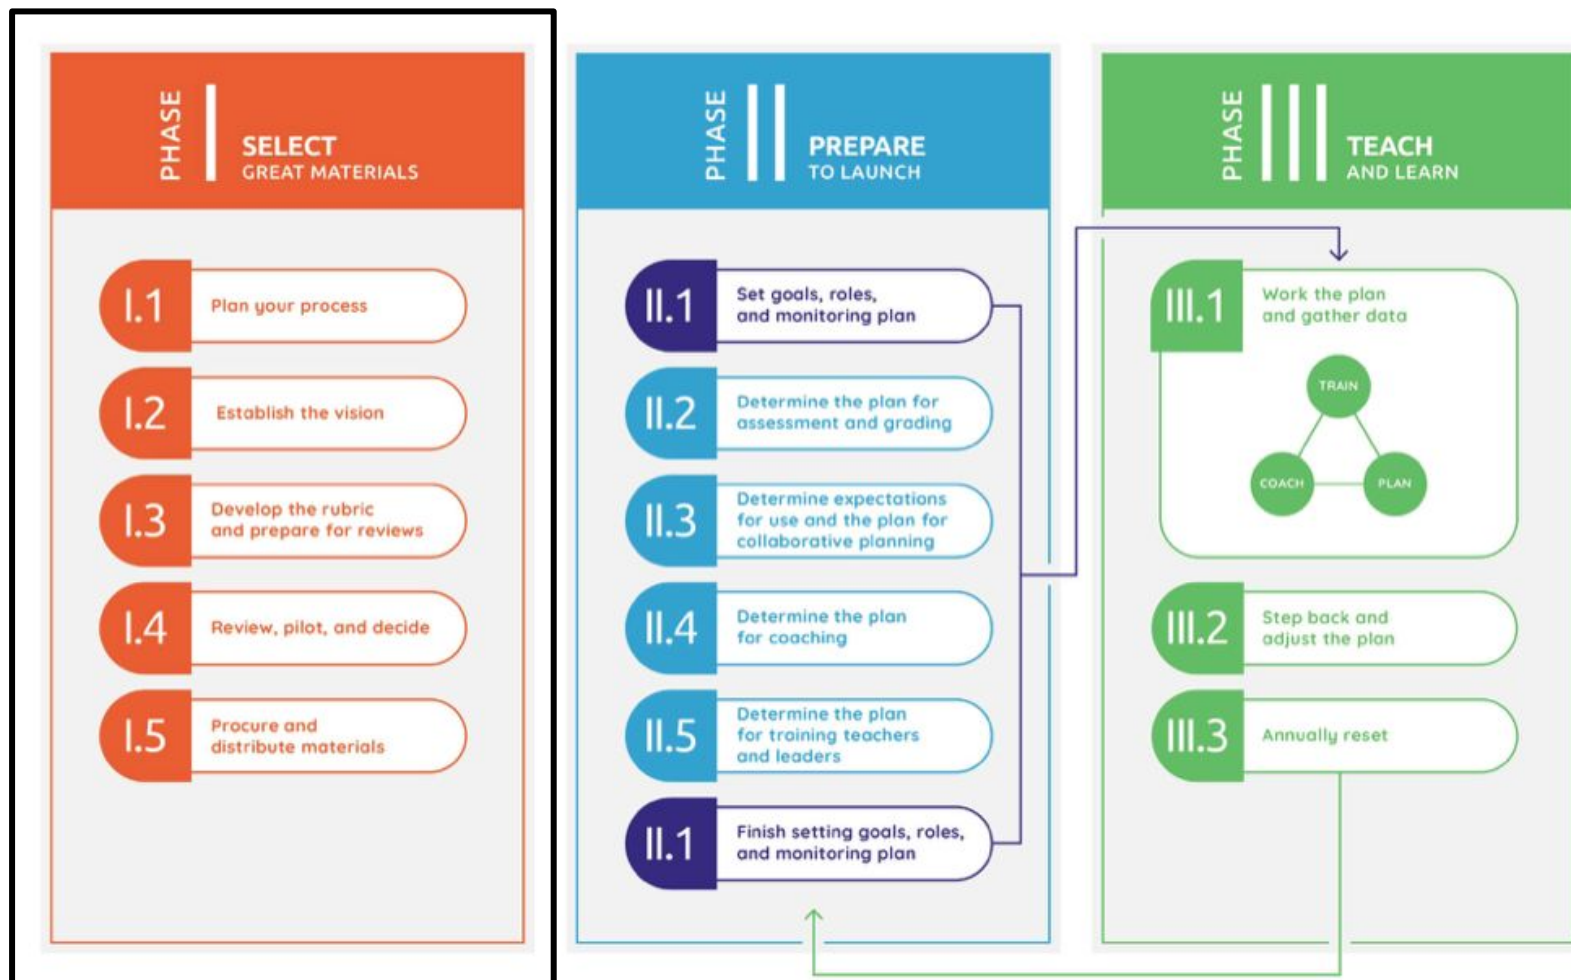 PHASE I
SELECT
GREAT MATERIALS
I.1
Plan your process
I.2
Establish the vision
I.3
Develop the rubric
and prepare for reviews
I.4
Review, pilot, and decide
I.5
Procure and
distribute materials
PHASE II
PREPARE
TO LAUNCH
II.1
Set goals, roles,
and monitoring plan
II.2
Determine the plan for
assessment and grading
II.3
Determine expectations
for use and the plan for
collaborative planning
II.4
Determine the plan
for coaching
II.5
Determine the plan
for training teachers
and leaders
II.1
Finish setting goals, roles,
and monitoring plan
PHASE III
TEACH
AND LEARN
III.1
Work the plan
and gather data
TRAIN
COACH
PLAN
III.2
Step back and
adjust the plan
III.3
Annually reset